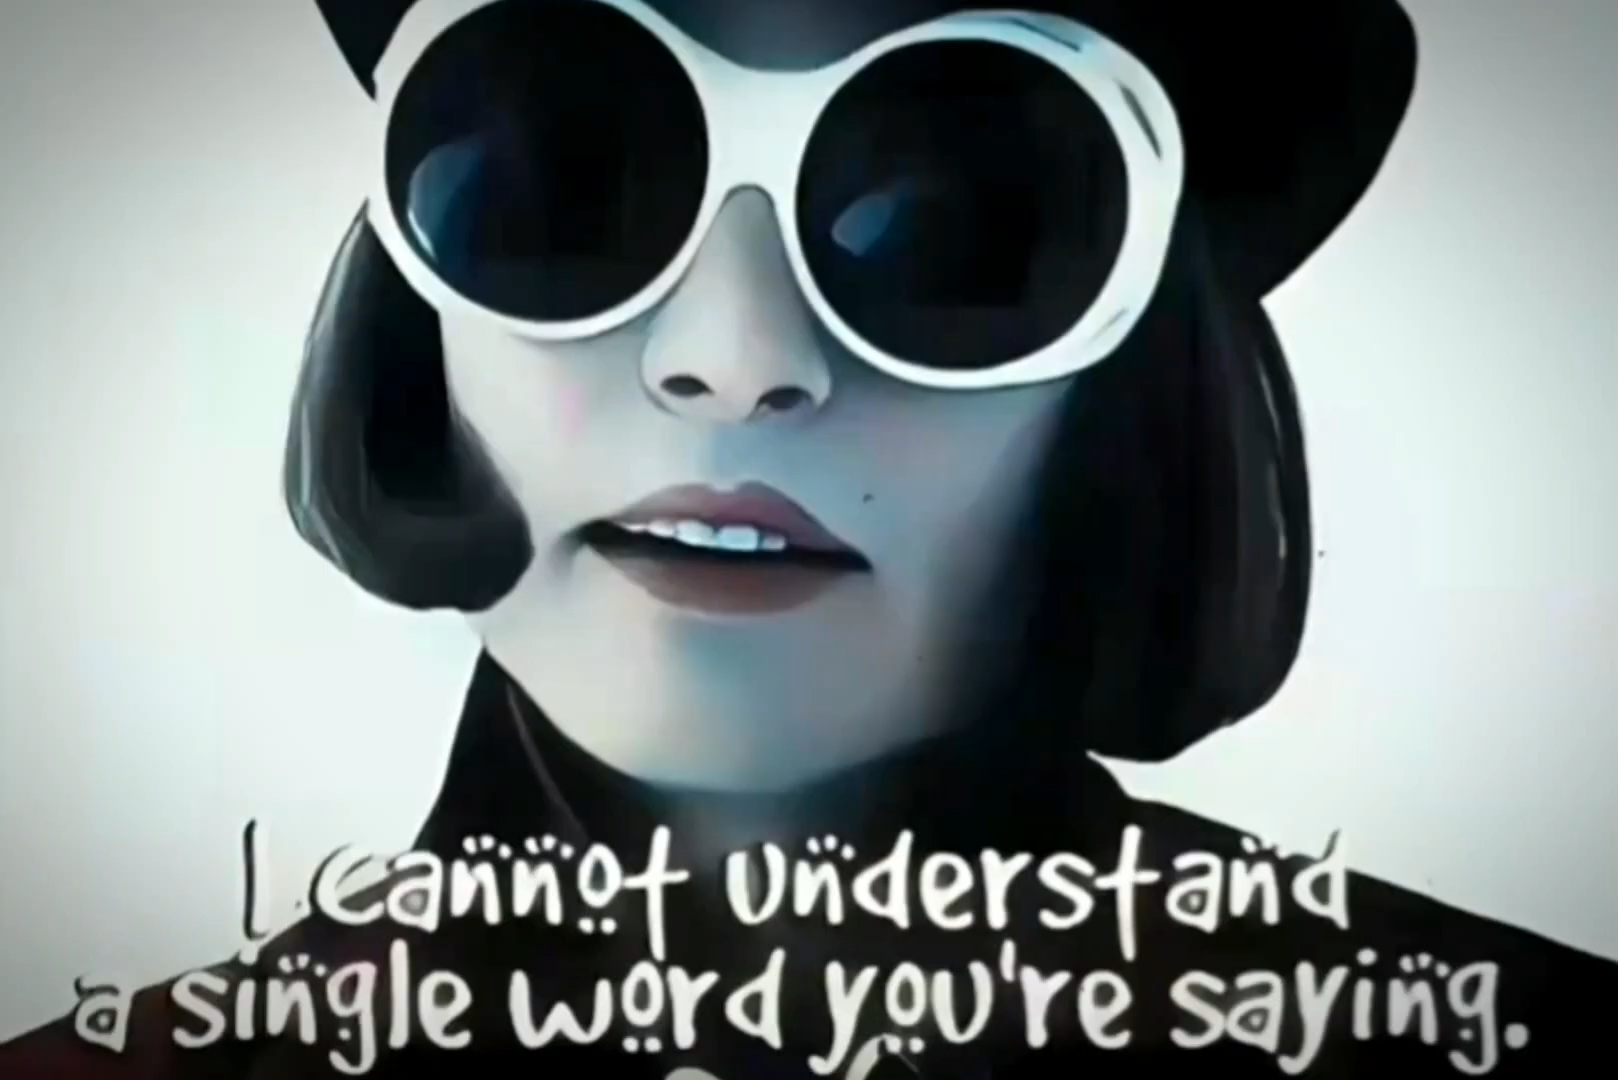 I cannot understand
a single word you're saying.